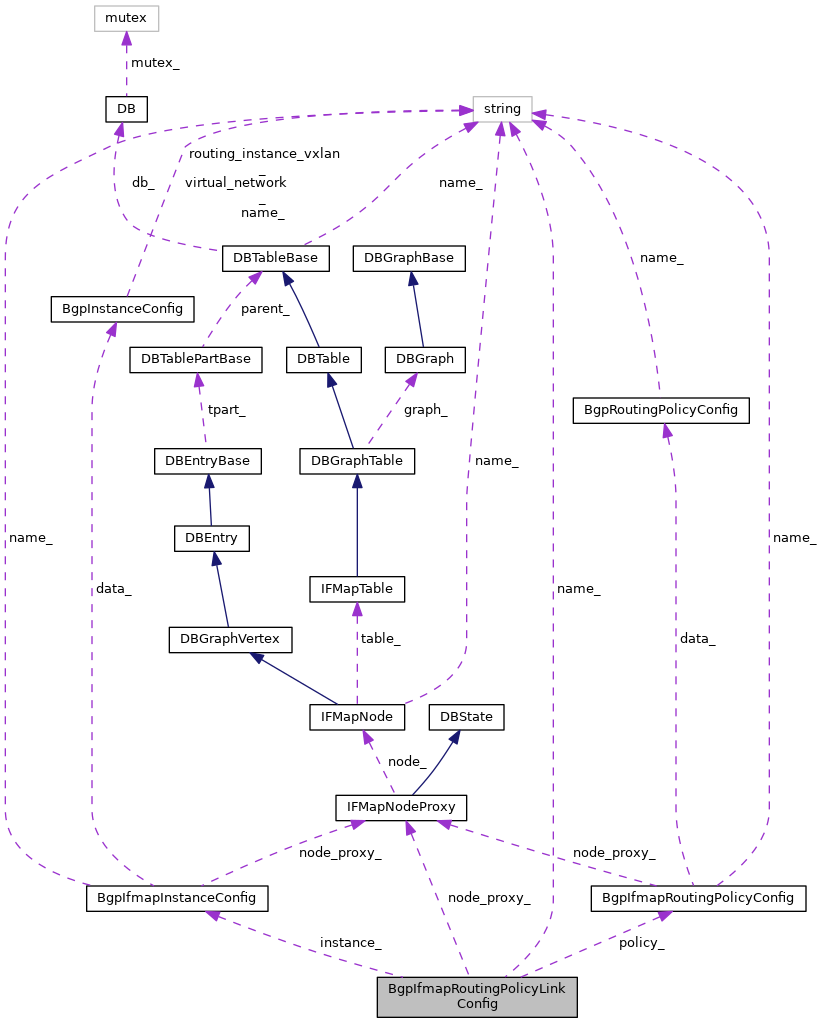 mutex
mutex_
DB
string
routing_instance_vxlan
_
db_
virtual_network
name_
_
name_
DBTableBase
DBGraphBase
name_
BgpInstanceConfig
parent_
DBTablePartBase
DBTable
DBGraph
tpart_
graph_
BgpRoutingPolicyConfig
DBEntryBase
DBGraphTable
name_
name_
DBEntry
name_
data_
IFMapTable
name_
DBGraphVertex
table_
data_
IFMapNode
DBState
node_
IFMapNodeProxy
node_proxy_
node_proxy_
BgpIfmapInstanceConfig
node_proxy_
BgpIfmapRoutingPolicyConfig
instance_
policy_
BgpIfmapRoutingPolicyLink
Config